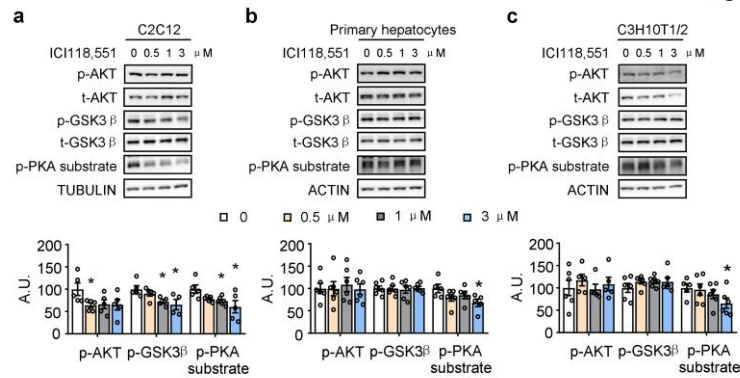 a
C2C12
ICI118,551 0 0.5 1 3 μM
p-AKT
t-AKT
p-GSK3β
t-GSK3β
p-PKA substrate
TUBULIN
b
Primary hepatocytes
ICI118,551 0 0.5 1 3 μM
p-AKT
t-AKT
p-GSK3β
t-GSK3β
p-PKA substrate
ACTIN
c
C3H10T1/2
ICI118,551 0 0.5 1 3 μM
p-AKT
t-AKT
p-GSK3β
t-GSK3β
p-PKA substrate
ACTIN
0 0.5 μM 1 μM 3 μM
200
150
100
50
0
A.U.
* * * * *
p-AKT p-GSK3β p-PKA
substrate
200
150
100
50
0
A.U.
*
p-AKT p-GSK3β p-PKA
substrate
200
150
100
50
0
A.U.
*
p-AKT p-GSK3β p-PKA
substrate